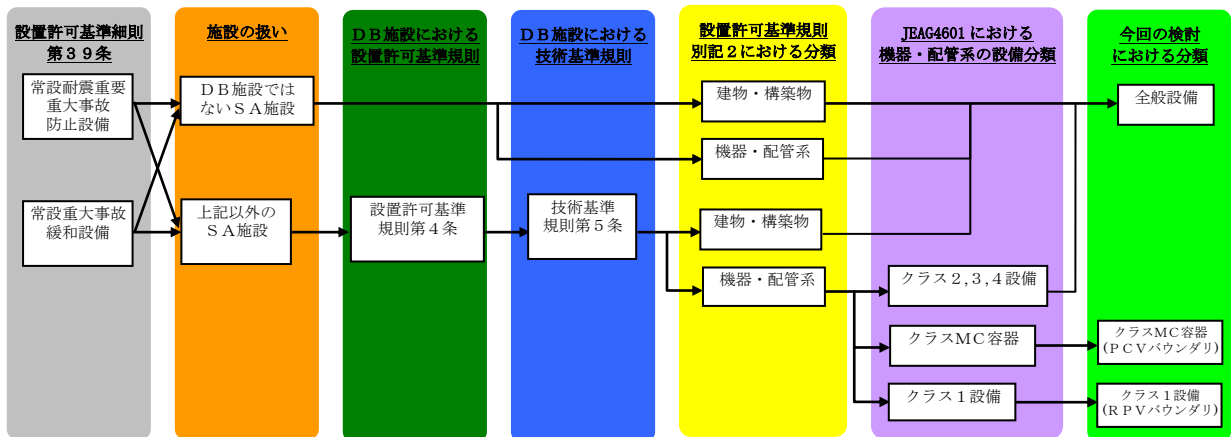 設置許可基準細則
第39条
常設耐震重要
重大事故
防止設備
常設重大事故
緩和設備
施設の扱い
DB施設では
ないSA施設
上記以外の
SA施設
DB施設における
設置許可基準規則
設置許可基準
規則第4条
DB施設における
技術基準規則
技術基準
規則第5条
設置許可基準規則
別記2における分類
建物・構築物
機器・配管系
建物・構築物
機器・配管系
JEAG4601における
機器・配管系の設備分類
クラス2,3,4設備
クラスMC容器
クラス1設備
今回の検討
における分類
全般設備
クラスMC容器
(PCVバウンダリ)
クラス1設備
(RPVバウンダリ)